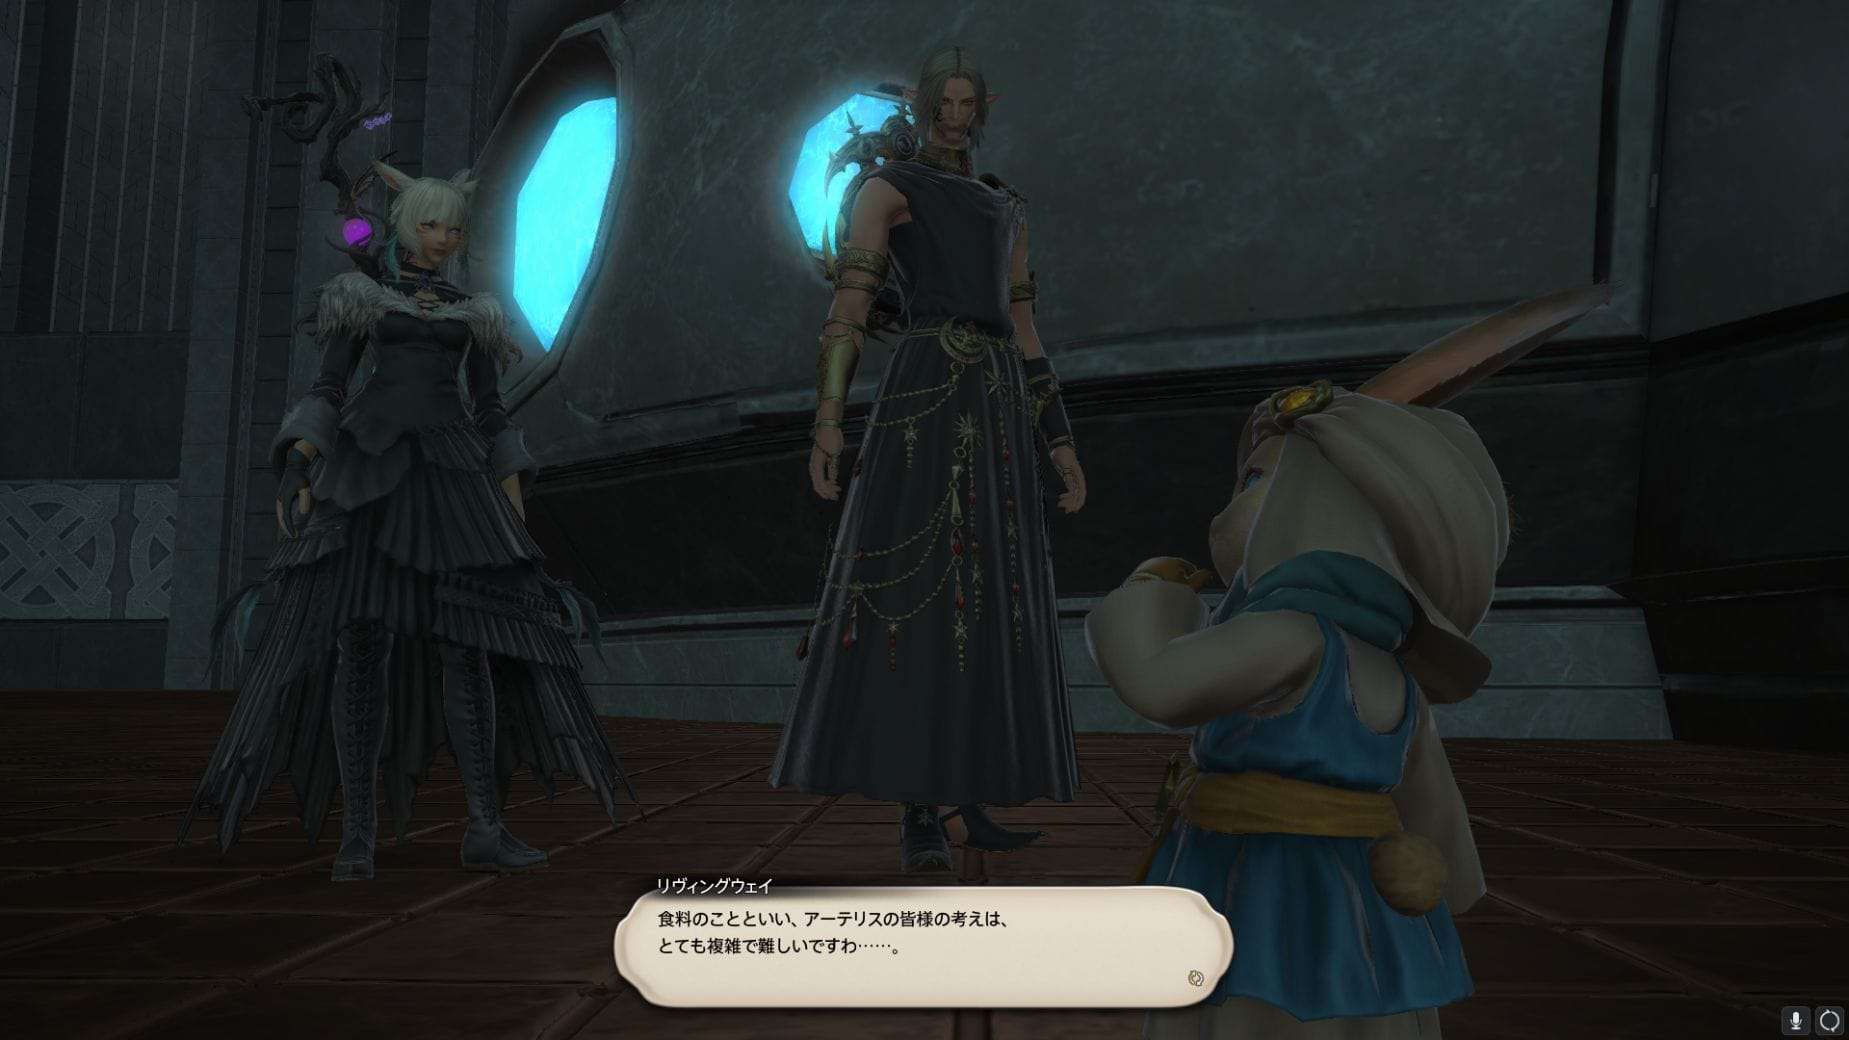 リヴィングウェイ
食料のことといい、アーテリスの皆様の考えは、
とても複雑で難しいですわ……。